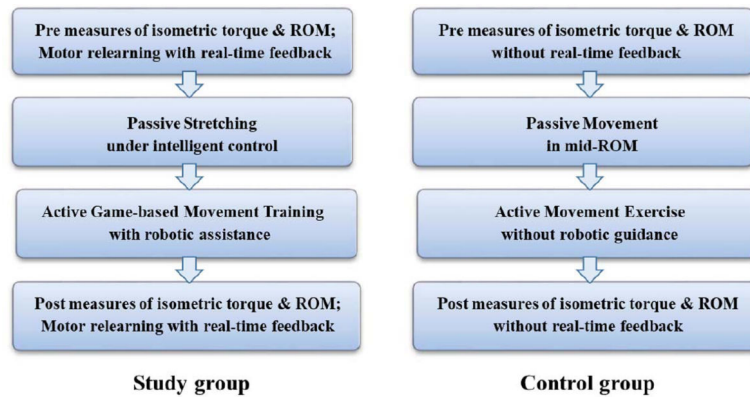 Pre measures of isometric torque & ROM;
Motor relearning with real-time feedback
Passive Stretching
under intelligent control
Active Game-based Movement Training
with robotic assistance
Post measures of isometric torque & ROM;
Motor relearning with real-time feedback
Study group
Pre measures of isometric torque & ROM
without real-time feedback
Passive Movement
in mid-ROM
Active Movement Exercise
without robotic guidance
Post measures of isometric torque & ROM
without real-time feedback
Control group